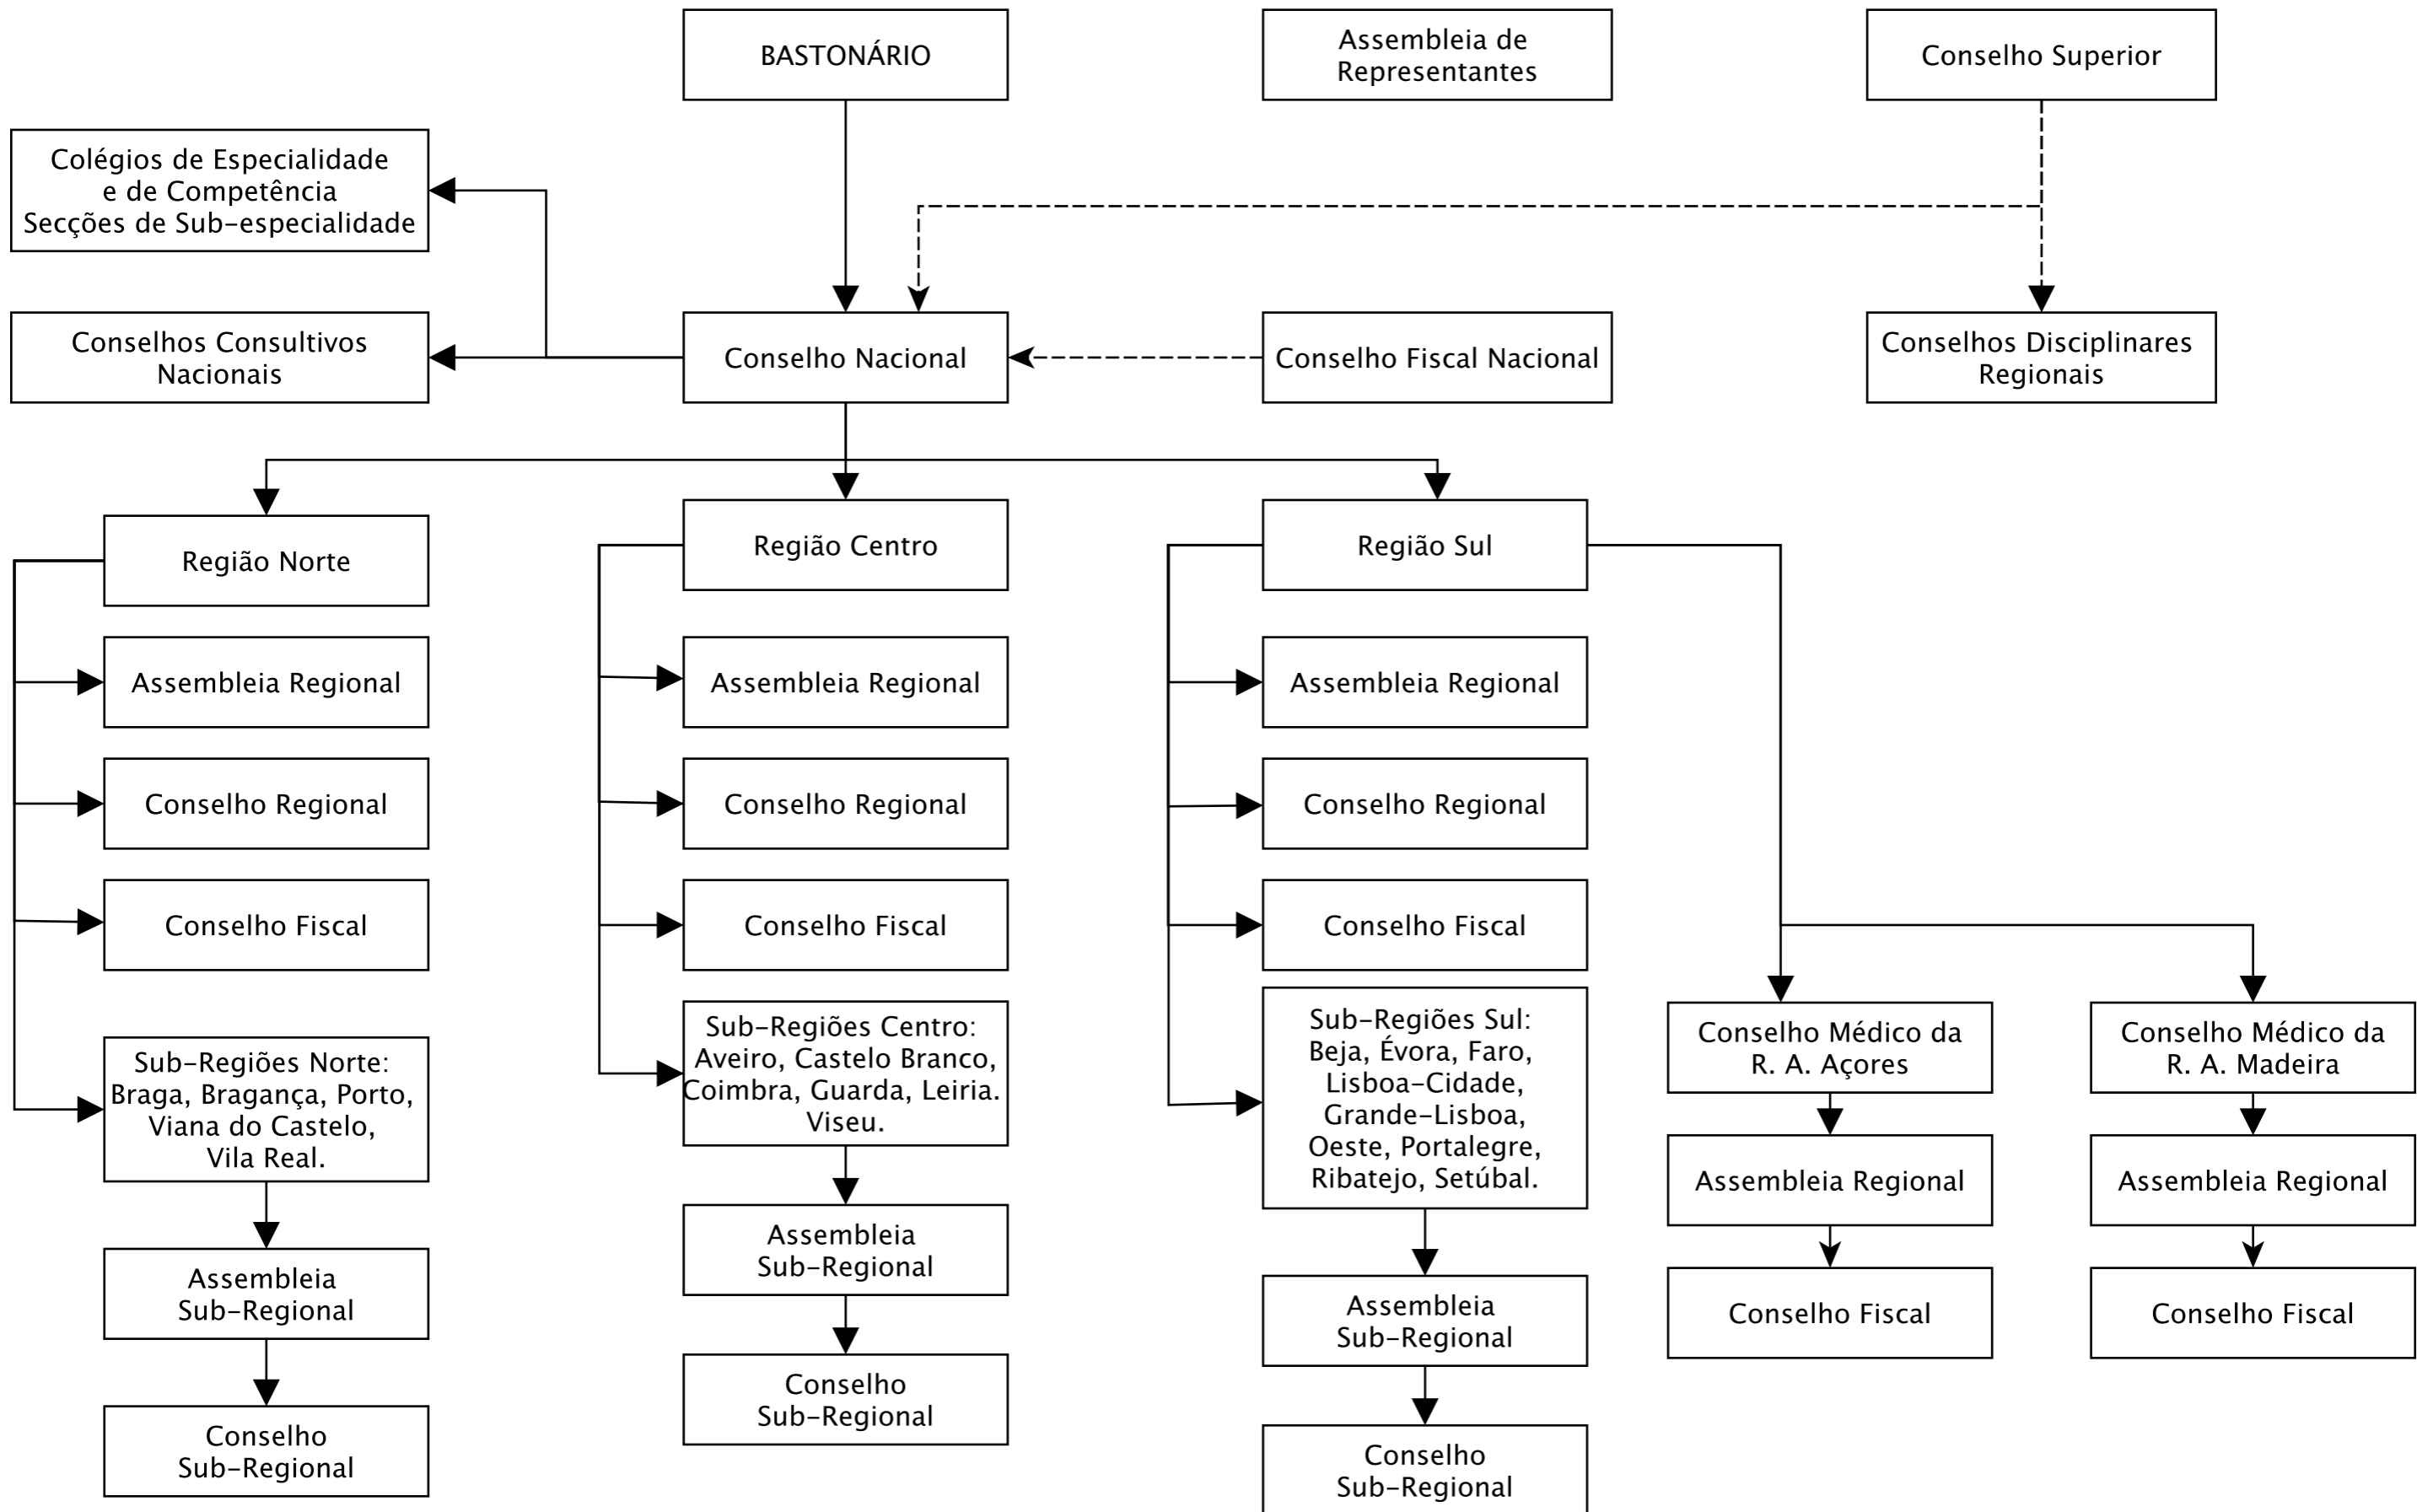 BASTONÁRIO
Assembleia de
Representantes
Conselho Superior
Colégios de Especialidade
e de Competência
Secções de Sub-especialidade
Conselhos Consultivos
Nacionais
Conselho Nacional
Conselho Fiscal Nacional
Conselhos Disciplinares
Regionais
Região Norte
Região Centro
Região Sul
Assembleia Regional
Assembleia Regional
Assembleia Regional
Conselho Regional
Conselho Regional
Conselho Regional
Conselho Fiscal
Conselho Fiscal
Conselho Fiscal
Sub-Regiões Norte:
Braga, Bragança, Porto,
Viana do Castelo,
Vila Real.
Sub-Regiões Centro:
Aveiro, Castelo Branco,
Coimbra, Guarda, Leiria.
Viseu.
Sub-Regiões Sul:
Beja, Évora, Faro,
Lisboa-Cidade,
Grande-Lisboa,
Oeste, Portalegre,
Ribatejo, Setúbal.
Conselho Médico da
R. A. Açores
Conselho Médico da
R. A. Madeira
Assembleia Regional
Assembleia Regional
Assembleia
Sub-Regional
Assembleia
Sub-Regional
Assembleia
Sub-Regional
Conselho Fiscal
Conselho Fiscal
Conselho
Sub-Regional
Conselho
Sub-Regional
Conselho
Sub-Regional